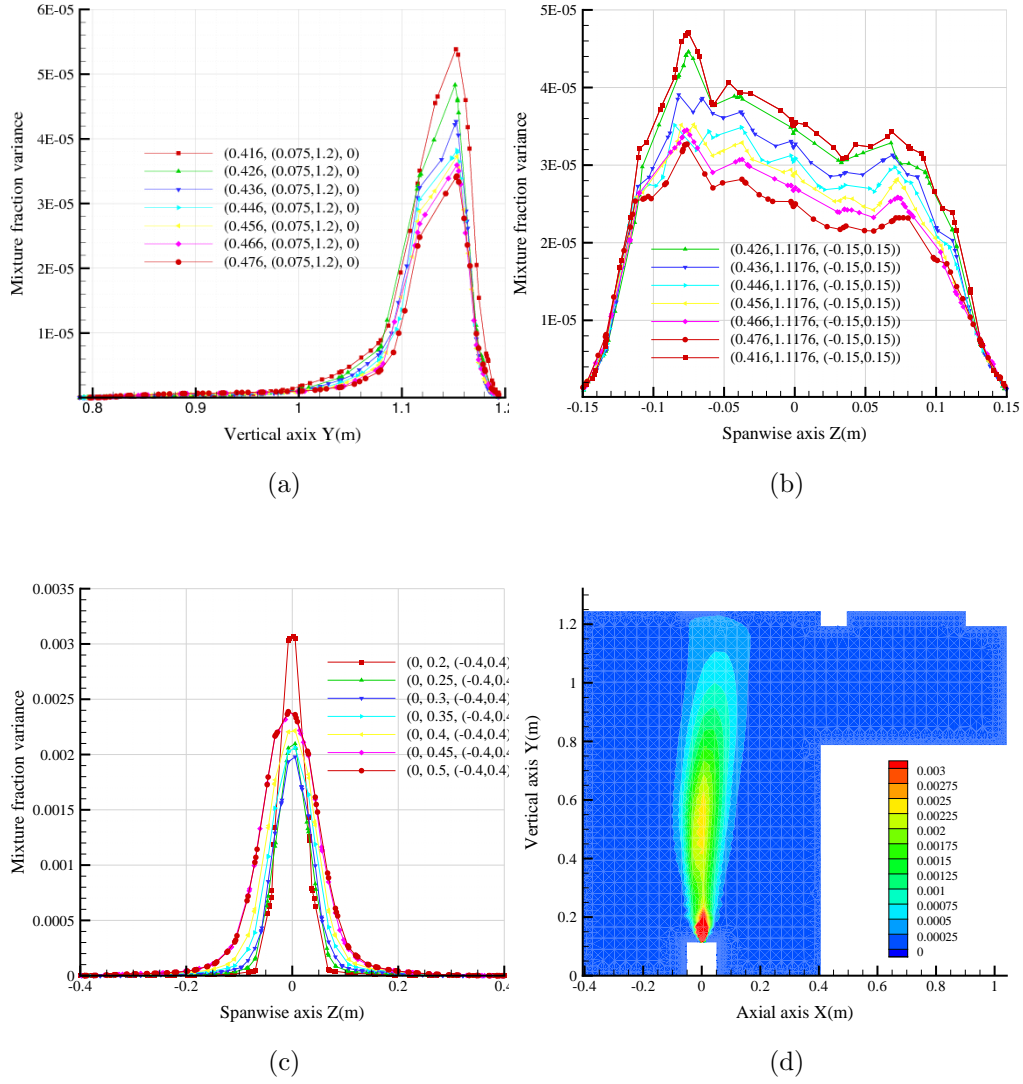 6E-05
5E-05
4E-05
3E-05
2E-05
1E-05
Mixture fraction variance
(0.416, (0.075,1.2), 0)
(0.426, (0.075,1.2), 0)
(0.436, (0.075,1.2), 0)
(0.446, (0.075,1.2), 0)
(0.456, (0.075,1.2), 0)
(0.466, (0.075,1.2), 0)
(0.476, (0.075,1.2), 0)
0.8 0.9 1 1.1 1.2
Vertical axix Y(m)
(a)
5E-05
4E-05
3E-05
2E-05
1E-05
Mixture fraction variance
(0.426,1.1176, (-0.15,0.15))
(0.436,1.1176, (-0.15,0.15))
(0.446,1.1176, (-0.15,0.15))
(0.456,1.1176, (-0.15,0.15))
(0.466,1.1176, (-0.15,0.15))
(0.476,1.1176, (-0.15,0.15))
(0.416,1.1176, (-0.15,0.15))
-0.15 -0.1 -0.05 0 0.05 0.1 0.15
Spanwise axis Z(m)
(b)
0.0035
0.003
0.0025
0.002
0.0015
0.001
0.0005
0
Mixture fraction variance
(0, 0.2, (-0.4,0.4)
(0, 0.25, (-0.4,0.4
(0, 0.3, (-0.4,0.4)
(0, 0.35, (-0.4,0.4
(0, 0.4, (-0.4,0.4)
(0, 0.45, (-0.4,0.4
(0, 0.5, (-0.4,0.4)
-0.4 -0.2 0 0.2 0.4
Spanwise axis Z(m)
(c)
1.2
1
0.8
0.6
0.4
0.2
0
Vertical axis Y(m)
0.003
0.00275
0.0025
0.00225
0.002
0.00175
0.0015
0.00125
0.001
0.00075
0.0005
0.00025
0
-0.4 -0.2 0 0.2 0.4 0.6 0.8 1
Axial axis X(m)
(d)